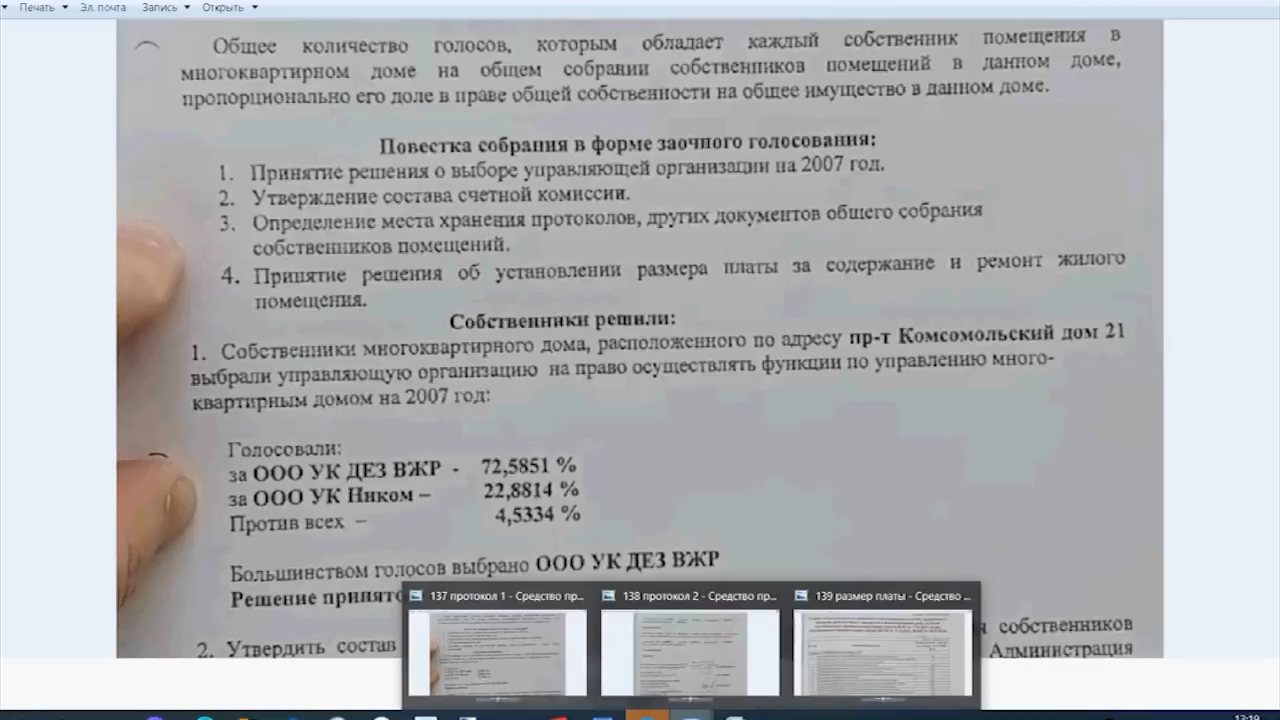 Печать Эл. почта Запись Открыть
Общее количество голосов, которым обладает каждый собственник помещения в
многоквартирном доме на общем собрании собственников помещений в данном доме,
пропорционально его доле в праве общей собственности на общее имущество в данном доме.
Повестка собрания в форме заочного голосования:
1. Принятие решения о выборе управляющей организации на 2007 год.
2. Утверждение состава счетной комиссии.
3. Определение места хранения протоколов, других документов общего собрания
собственников помещений.
4. Принятие решения об установлении размера платы за содержание и ремонт жилого
помещения.
Собственники решили:
1. Собственники многоквартирного дома, расположенного по адресу пр-т Комсомольский дом 21
выбрали управляющую организацию на право осуществлять функции по управлению много-
квартирным домом на 2007 год:
Голосовали:
за ООО УК ДЕЗ ВЖР - 72,5851 %
за ООО УК Ником – 22,8814 %
Против всех – 4,5334 %
Большинством голосов выбрано ООО УК ДЕЗ ВЖР
Решение принято
137 протокол 1 - Средство пр... 138 протокол 2 - Средство пр... 139 размер платы - Средство ...
собственников
2. Утвердить состав Администрация
13:19